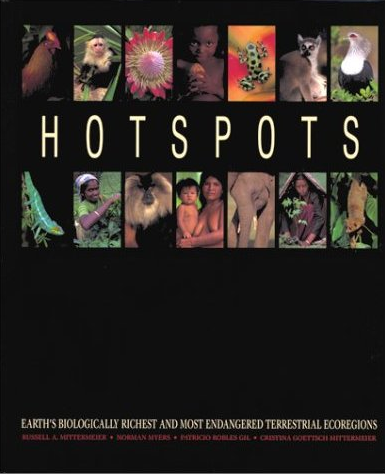 HOTSPOTS
EARTH'S BIOLOGICALLY RICHEST AND MOST ENDANGERED TERRESTRIAL ECOREGIONS
RUSSELL A. MITTERMEIER • NORMAN MYERS • PATRICIO ROBLES GIL • CRISTINA GOETTSCH MITTERMEIER